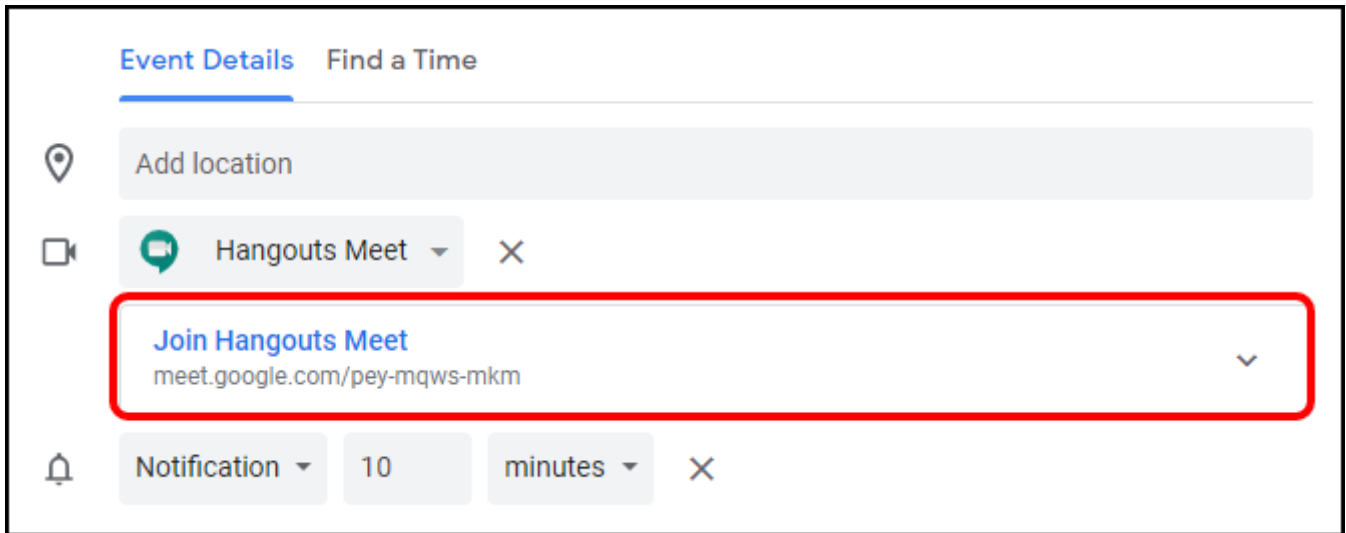 Event Details Find a Time
Add location
Hangouts Meet
Join Hangouts Meet
meet.google.com/pey-mqws-mkm
Notification 10 minutes